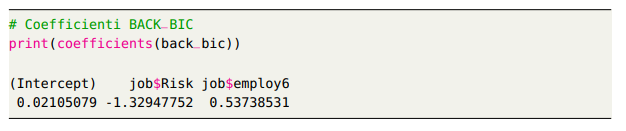 # Coefficienti BACK_BIC
print(coefficients(back_bic))
(Intercept) job$Risk job$employ6
0.02105079 -1.32947752 0.53738531